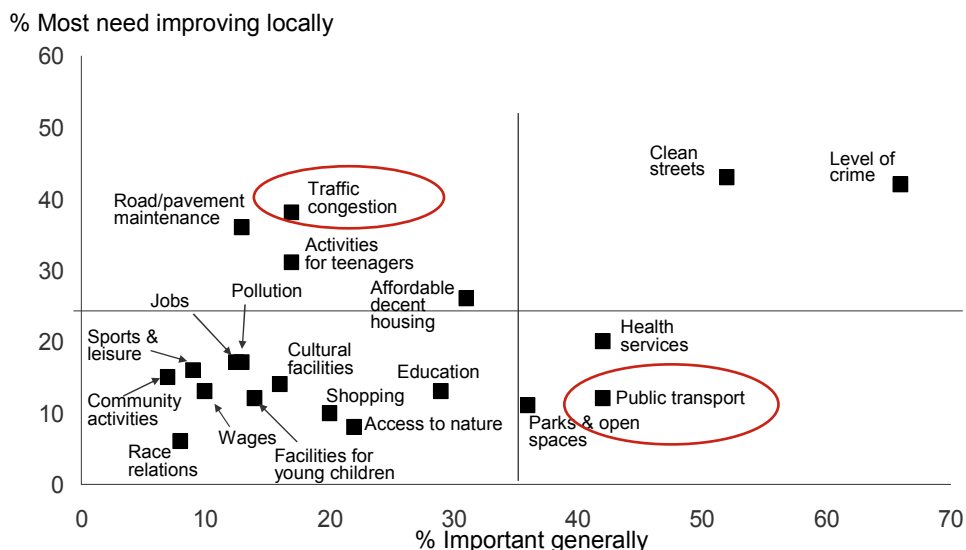 % Most need improving locally
60
50
40
30
20
10
0
Clean
streets
Level of
crime
Traffic
congestion
Road/pavement
maintenance
Activities
for teenagers
Affordable
decent
housing
Pollution
Jobs
Sports &
leisure
Community
activities
Race
relations
Wages
Cultural
facilities
Facilities for
young children
Shopping
Access to nature
Education
Health
services
Public transport
Parks & open
spaces
0
10
20
30
40
50
60
70
% Important generally